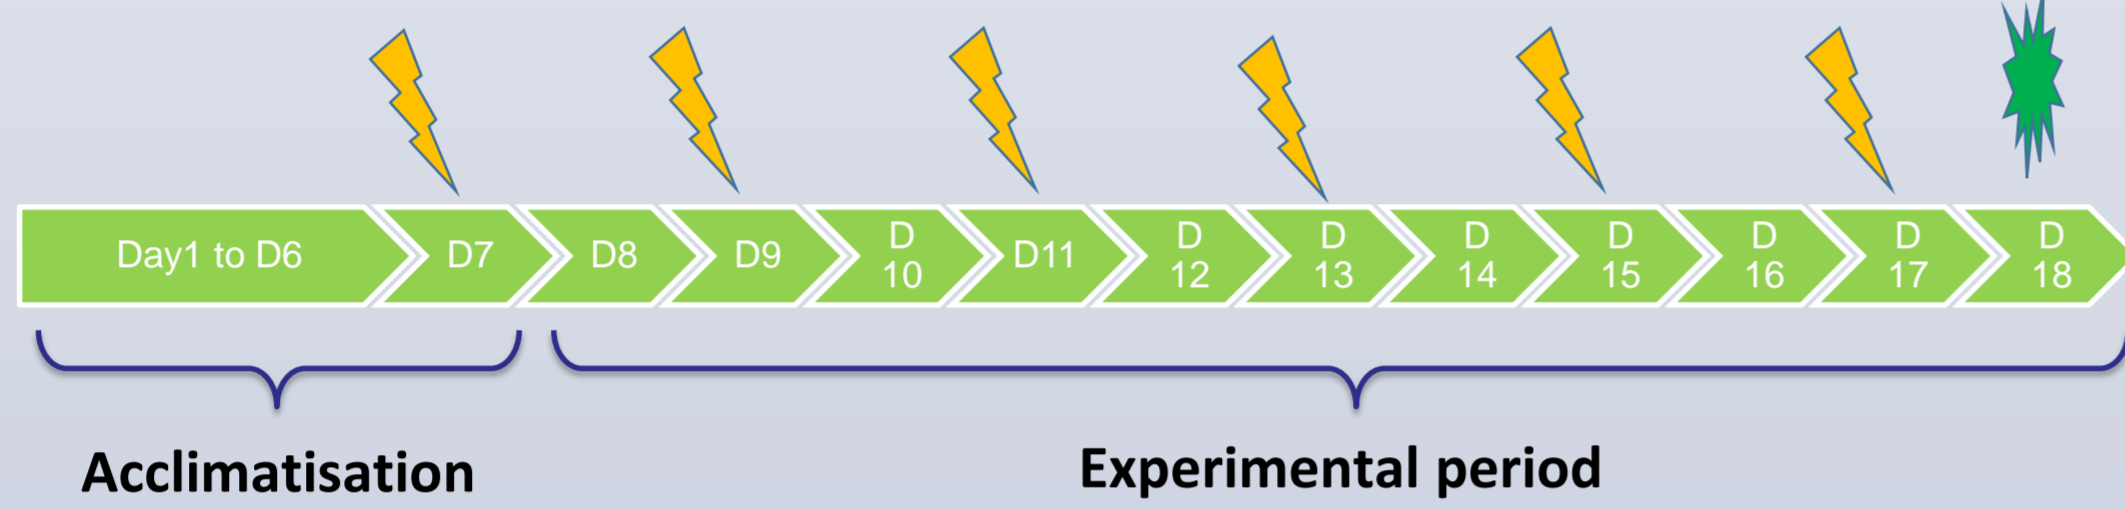 Day1 to D6
D7
D8
D9
D
10
D11
D
12
D
13
D
14
D
15
D
16
D
17
D
18
Acclimatisation
Experimental period